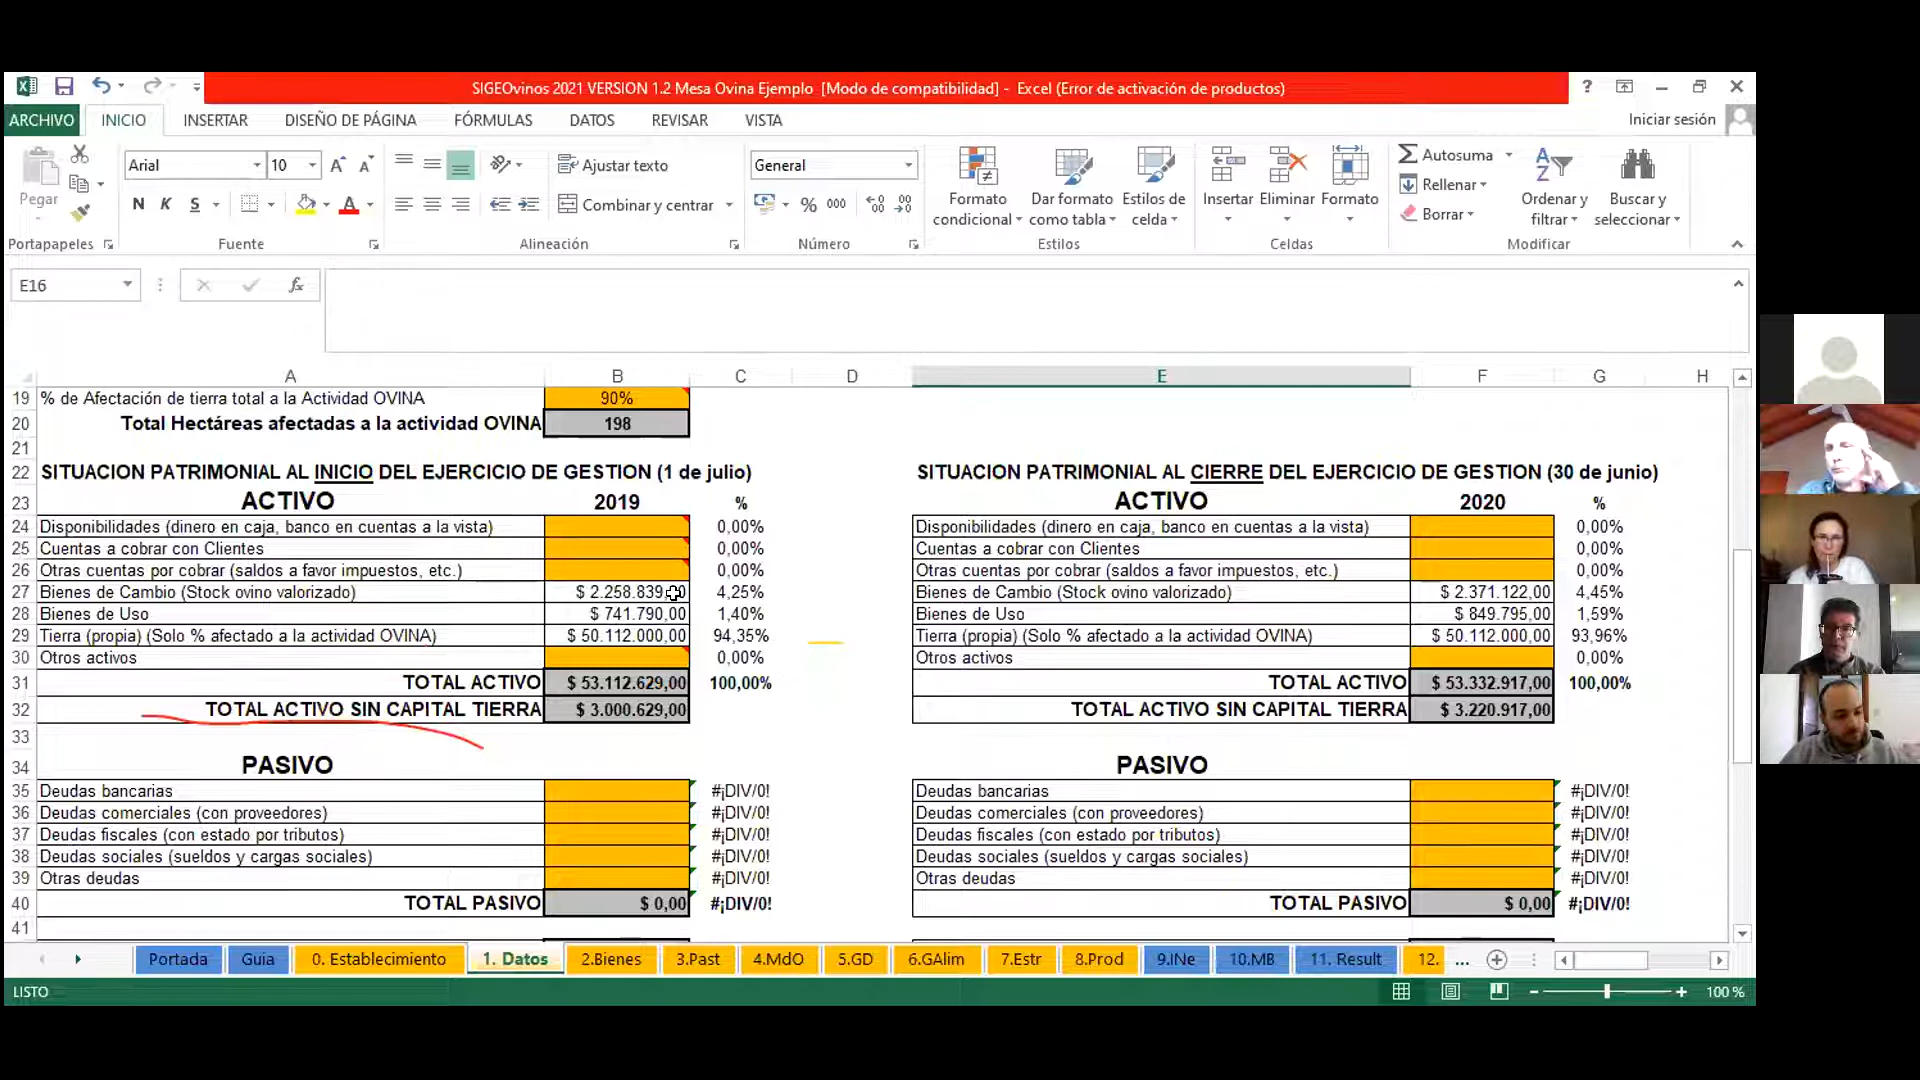 SIGEOvinos 2021 VERSION 1.2 Mesa Ovina Ejemplo [Modo de compatibilidad] - Excel (Error de activación de productos)
ARCHIVO INICIO INSERTAR DISEÑO DE PÁGINA FÓRMULAS DATOS REVISAR VISTA Iniciar sesión
Pegar
Portapapeles
Arial 10
N K S
Fuente
Ajustar texto
Combinar y centrar
Alineación
General
% 000
Número
Formato condicional
Dar formato como tabla
Estilos de celda
Estilos
Insertar Eliminar Formato
Celdas
Autosuma
Rellenar
Borrar
Ordenar y filtrar
Buscar y seleccionar
Modificar
E16 fx
A B C D E F G H
19 % de Afectación de tierra total a la Actividad OVINA 90%
20 Total Hectáreas afectadas a la actividad OVINA 198
21
22 SITUACION PATRIMONIAL AL INICIO DEL EJERCICIO DE GESTION (1 de julio) SITUACION PATRIMONIAL AL CIERRE DEL EJERCICIO DE GESTION (30 de junio)
23 ACTIVO 2019 % ACTIVO 2020 %
24 Disponibilidades (dinero en caja, banco en cuentas a la vista) 0,00% Disponibilidades (dinero en caja, banco en cuentas a la vista) 0,00%
25 Cuentas a cobrar con Clientes 0,00% Cuentas a cobrar con Clientes 0,00%
26 Otras cuentas por cobrar (saldos a favor impuestos, etc.) 0,00% Otras cuentas por cobrar (saldos a favor impuestos, etc.) 0,00%
27 Bienes de Cambio (Stock ovino valorizado) $ 2.258.839,00 4,25% Bienes de Cambio (Stock ovino valorizado) $ 2.371.122,00 4,45%
28 Bienes de Uso $ 741.790,00 1,40% Bienes de Uso $ 849.795,00 1,59%
29 Tierra (propia) (Solo % afectado a la actividad OVINA) $ 50.112.000,00 94,35% Tierra (propia) (Solo % afectado a la actividad OVINA) $ 50.112.000,00 93,96%
30 Otros activos 0,00% Otros activos 0,00%
31 TOTAL ACTIVO $ 53.112.629,00 100,00% TOTAL ACTIVO $ 53.332.917,00 100,00%
32 TOTAL ACTIVO SIN CAPITAL TIERRA $ 3.000.629,00 TOTAL ACTIVO SIN CAPITAL TIERRA $ 3.220.917,00
33
34 PASIVO PASIVO
35 Deudas bancarias #¡DIV/0! Deudas bancarias #¡DIV/0!
36 Deudas comerciales (con proveedores) #¡DIV/0! Deudas comerciales (con proveedores) #¡DIV/0!
37 Deudas fiscales (con estado por tributos) #¡DIV/0! Deudas fiscales (con estado por tributos) #¡DIV/0!
38 Deudas sociales (sueldos y cargas sociales) #¡DIV/0! Deudas sociales (sueldos y cargas sociales) #¡DIV/0!
39 Otras deudas #¡DIV/0! Otras deudas #¡DIV/0!
40 TOTAL PASIVO $ 0,00 #¡DIV/0! TOTAL PASIVO $ 0,00 #¡DIV/0!
41
Portada Guia 0. Establecimiento 1. Datos 2.Bienes 3.Past 4.MdO 5.GD 6.GAlim 7.Estr 8.Prod 9.INe 10.MB 11. Result 12. ...
LISTO 100 %